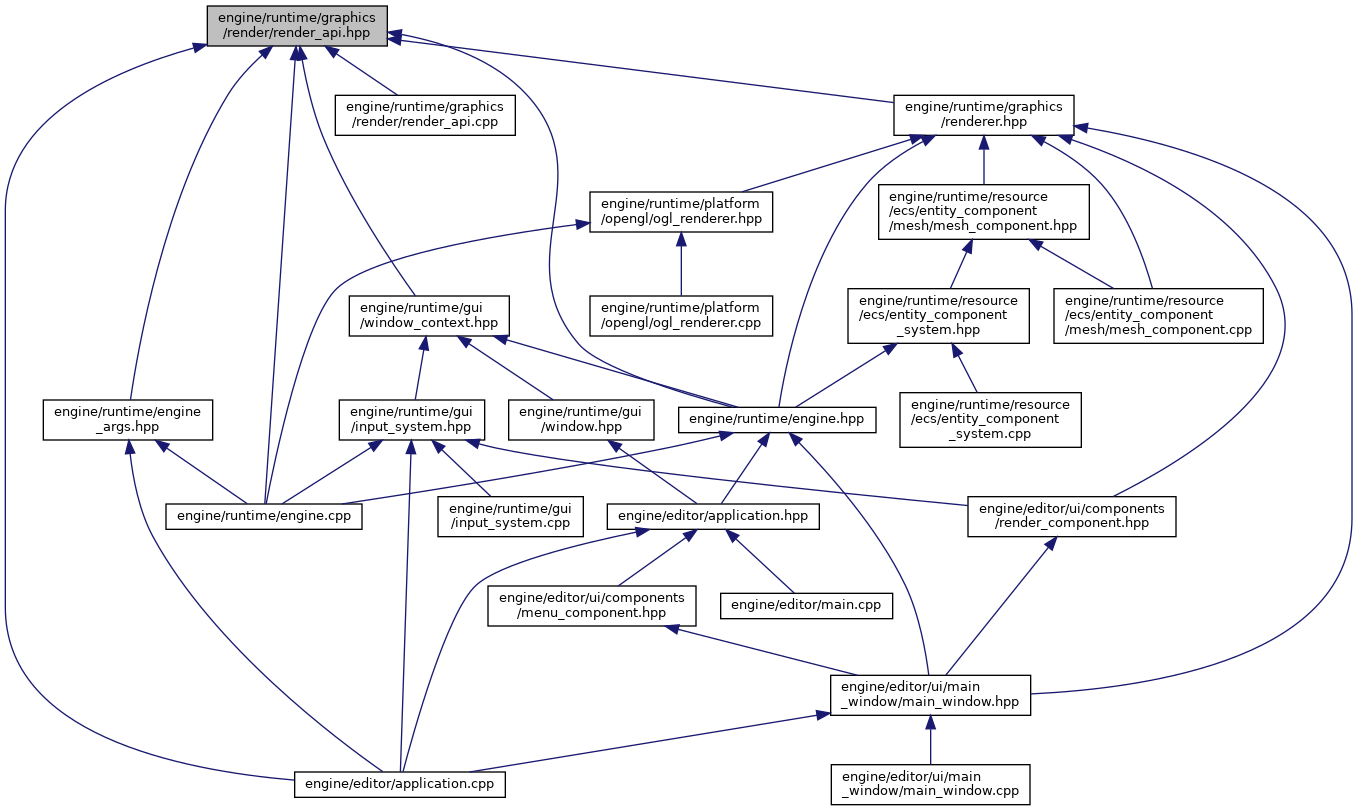 engine/runtime/graphics
/render/render_api.hpp
engine/runtime/graphics
/render/render_api.cpp
engine/runtime/graphics
/renderer.hpp
engine/runtime/platform
/opengl/ogl_renderer.hpp
engine/runtime/resource
/ecs/entity_component
/mesh/mesh_component.hpp
engine/runtime/gui
/window_context.hpp
engine/runtime/platform
/opengl/ogl_renderer.cpp
engine/runtime/resource
/ecs/entity_component
_system.hpp
engine/runtime/resource
/ecs/entity_component
/mesh/mesh_component.cpp
engine/runtime/engine
_args.hpp
engine/runtime/gui
/input_system.hpp
engine/runtime/gui
/window.hpp
engine/runtime/engine.hpp
engine/runtime/resource
/ecs/entity_component
_system.cpp
engine/runtime/engine.cpp
engine/runtime/gui
/input_system.cpp
engine/editor/application.hpp
engine/editor/ui/components
/render_component.hpp
engine/editor/ui/components
/menu_component.hpp
engine/editor/main.cpp
engine/editor/ui/main
_window/main_window.hpp
engine/editor/application.cpp
engine/editor/ui/main
_window/main_window.cpp